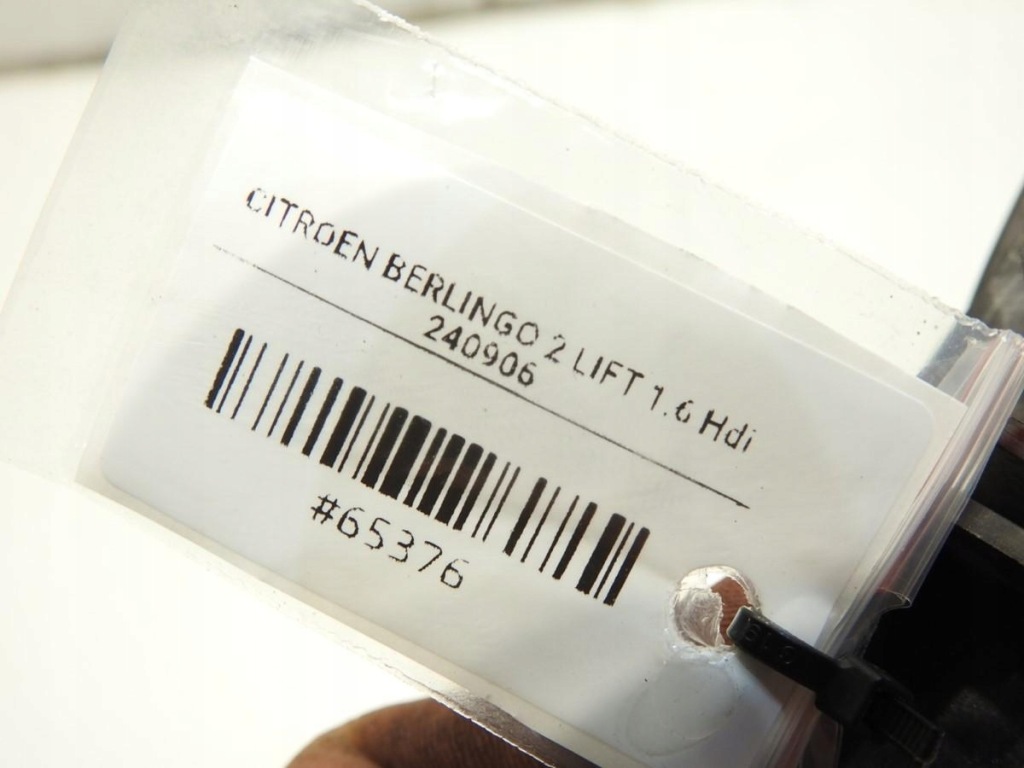 CITROEN BERLINGO 2 LIFT 1.6 Hdi
240906
#65376